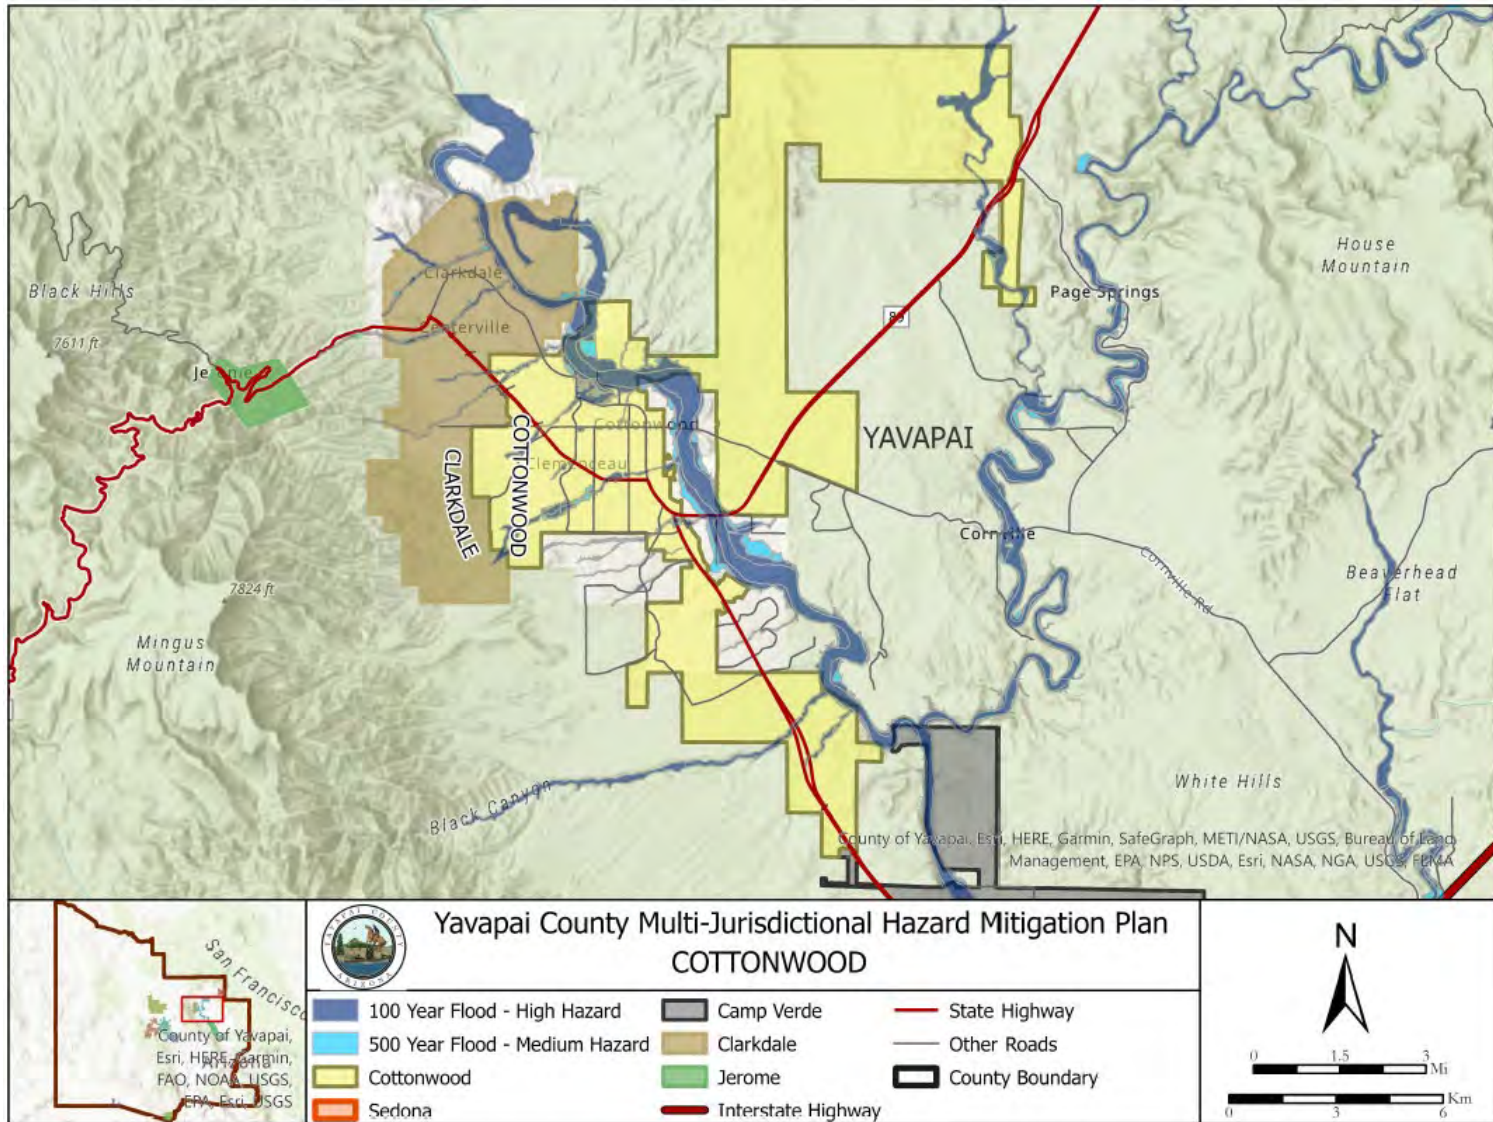 House
Mountain
Black Hills
Clarkdale
Page Springs
Centerville
89
7611 ft
Jerome
COTTONWOOD
Cottonwood
YAVAPAI
CLARKDALE
Clemenceau
Cornville
Cornville Rd
Beaverhead
Flat
7824 ft
Mingus
Mountain
White Hills
Black Canyon
County of Yavapai, Esri, HERE, Garmin, SafeGraph, METI/NASA, USGS, Bureau of Land
Management, EPA, NPS, USDA, Esri, NASA, NGA, USGS, FEMA
San Francisco
County of Yavapai,
Esri, HERE, Garmin,
Arizona
FAO, NOAA, USGS,
EPA, Esri, USGS
YAVAPAI COUNTY
ARIZONA
Yavapai County Multi-Jurisdictional Hazard Mitigation Plan
COTTONWOOD
100 Year Flood - High Hazard
500 Year Flood - Medium Hazard
Cottonwood
Sedona
Camp Verde
Clarkdale
Jerome
Interstate Highway
State Highway
Other Roads
County Boundary
N
0 1.5 3
Mi
Km
0 3 6